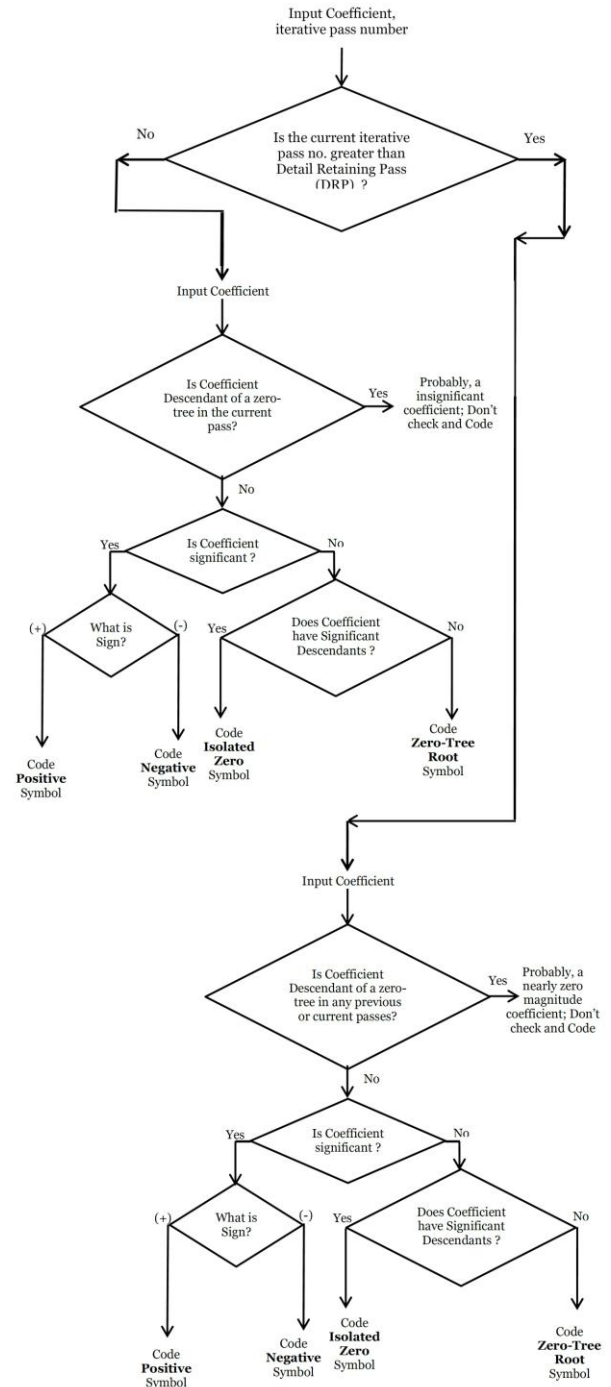 Input Coefficient,
iterative pass number
No
Yes
Is the current iterative
pass no. greater than
Detail Retaining Pass
(DRP) ?
Input Coefficient
Is Coefficient
Descendant of a zero-
tree in the current
pass?
Yes
Probably, a
insignificant
coefficient; Don't
check and Code
No
Yes
Is Coefficient
significant ?
No
(+)
What is
Sign?
(-)
Yes
Does Coefficient
have Significant
Descendants ?
No
Code
Positive
Symbol
Code
Negative
Symbol
Code
Isolated
Zero
Symbol
Code
Zero-Tree
Root
Symbol
Input Coefficient
Is Coefficient
Descendant of a zero-
tree in any previous
or current passes?
Yes
Probably, a
nearly zero
magnitude
coefficient; Don't
check and Code
No
Yes
Is Coefficient
significant ?
No
(+)
What is
Sign?
(-)
Yes
Does Coefficient
have Significant
Descendants ?
No
Code
Positive
Symbol
Code
Negative
Symbol
Code
Isolated
Zero
Symbol
Code
Zero-Tree
Root
Symbol